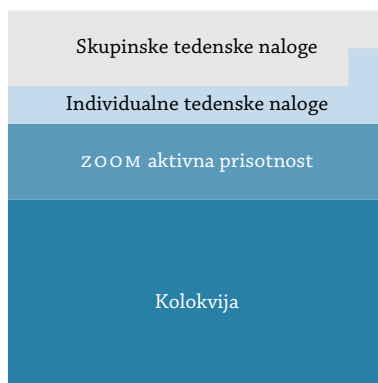 Skupinske tedenske naloge
Individualne tedenske naloge
ZOOM aktivna prisotnost
Kolokvija